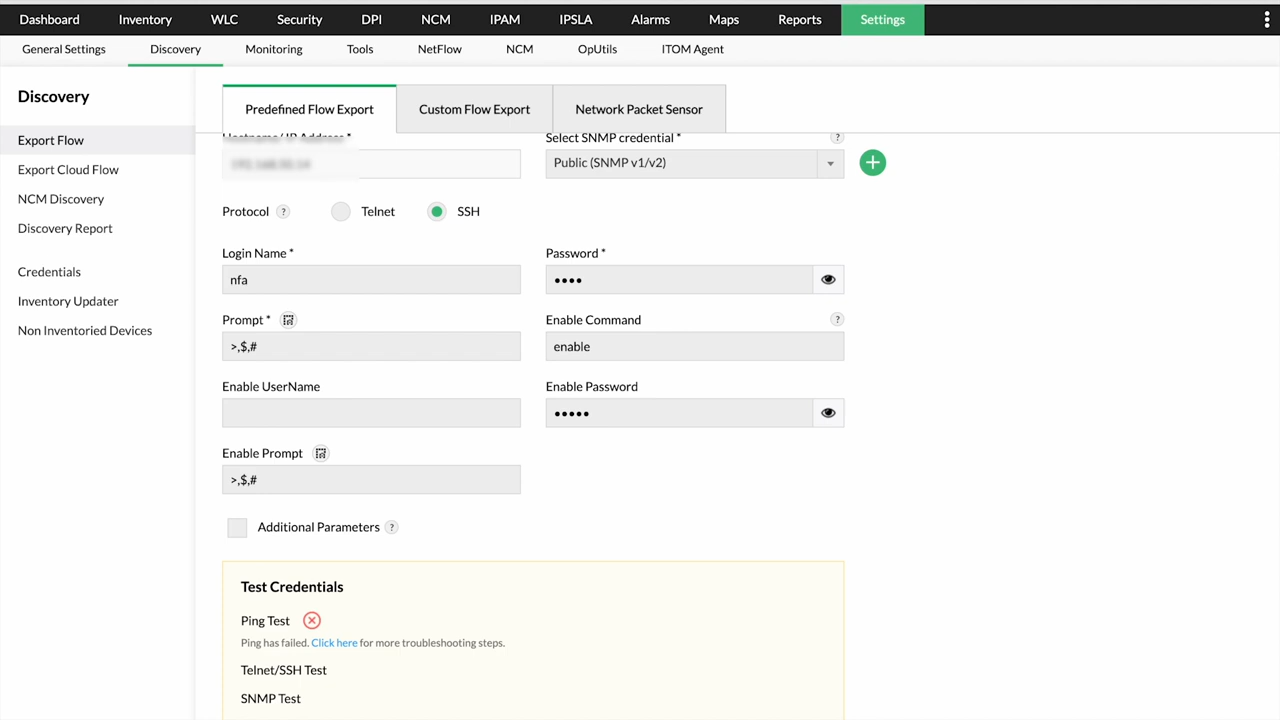 Dashboard Inventory WLC Security DPI NCM IPAM IPSLA Alarms Maps Reports Settings
General Settings Discovery Monitoring Tools NetFlow NCM OpUtils ITOM Agent
Discovery
Export Flow
Export Cloud Flow
NCM Discovery
Discovery Report
Credentials
Inventory Updater
Non Inventoried Devices
Predefined Flow Export Custom Flow Export Network Packet Sensor
Hostname/ IP Address * Select SNMP credential * ?
Public (SNMP v1/v2)
Protocol ? Telnet SSH
Login Name * Password *
nfa ••••
Prompt * Enable Command ?
>,$,# enable
Enable UserName Enable Password
•••••
Enable Prompt
>,$,#
Additional Parameters ?
Test Credentials
Ping Test
Ping has failed. Click here for more troubleshooting steps.
Telnet/SSH Test
SNMP Test